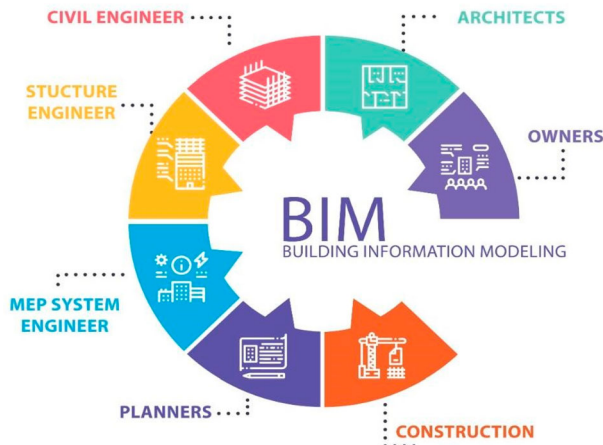 CIVIL ENGINEER
ARCHITECTS
STUCTURE
ENGINEER
OWNERS
BIM
BUILDING INFORMATION MODELING
MEP SYSTEM
ENGINEER
PLANNERS
CONSTRUCTION